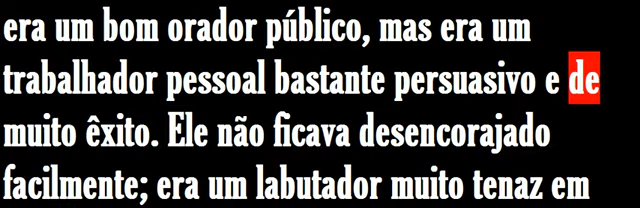 era um bom orador público, mas era um
trabalhador pessoal bastante persuasivo e de
muito êxito. Ele não ficava desencorajado
facilmente; era um labutador muito tenaz em